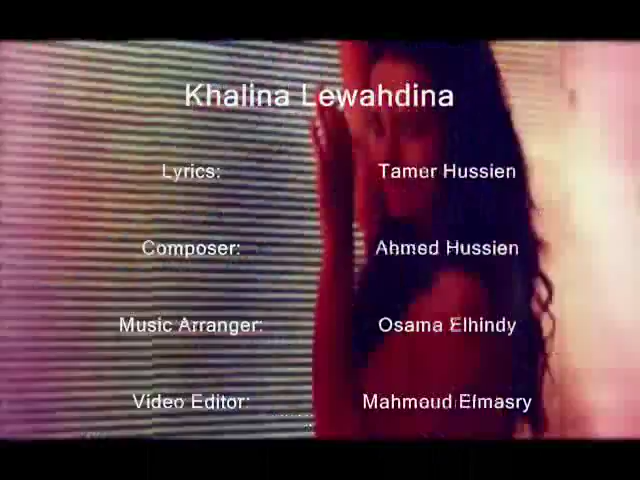 Khalina Lewahdina
Lyrics: Tamer Hussien
Composer: Ahmed Hussien
Music Arranger: Osama Elhindy
Video Editor: Mahmoud Elmasry